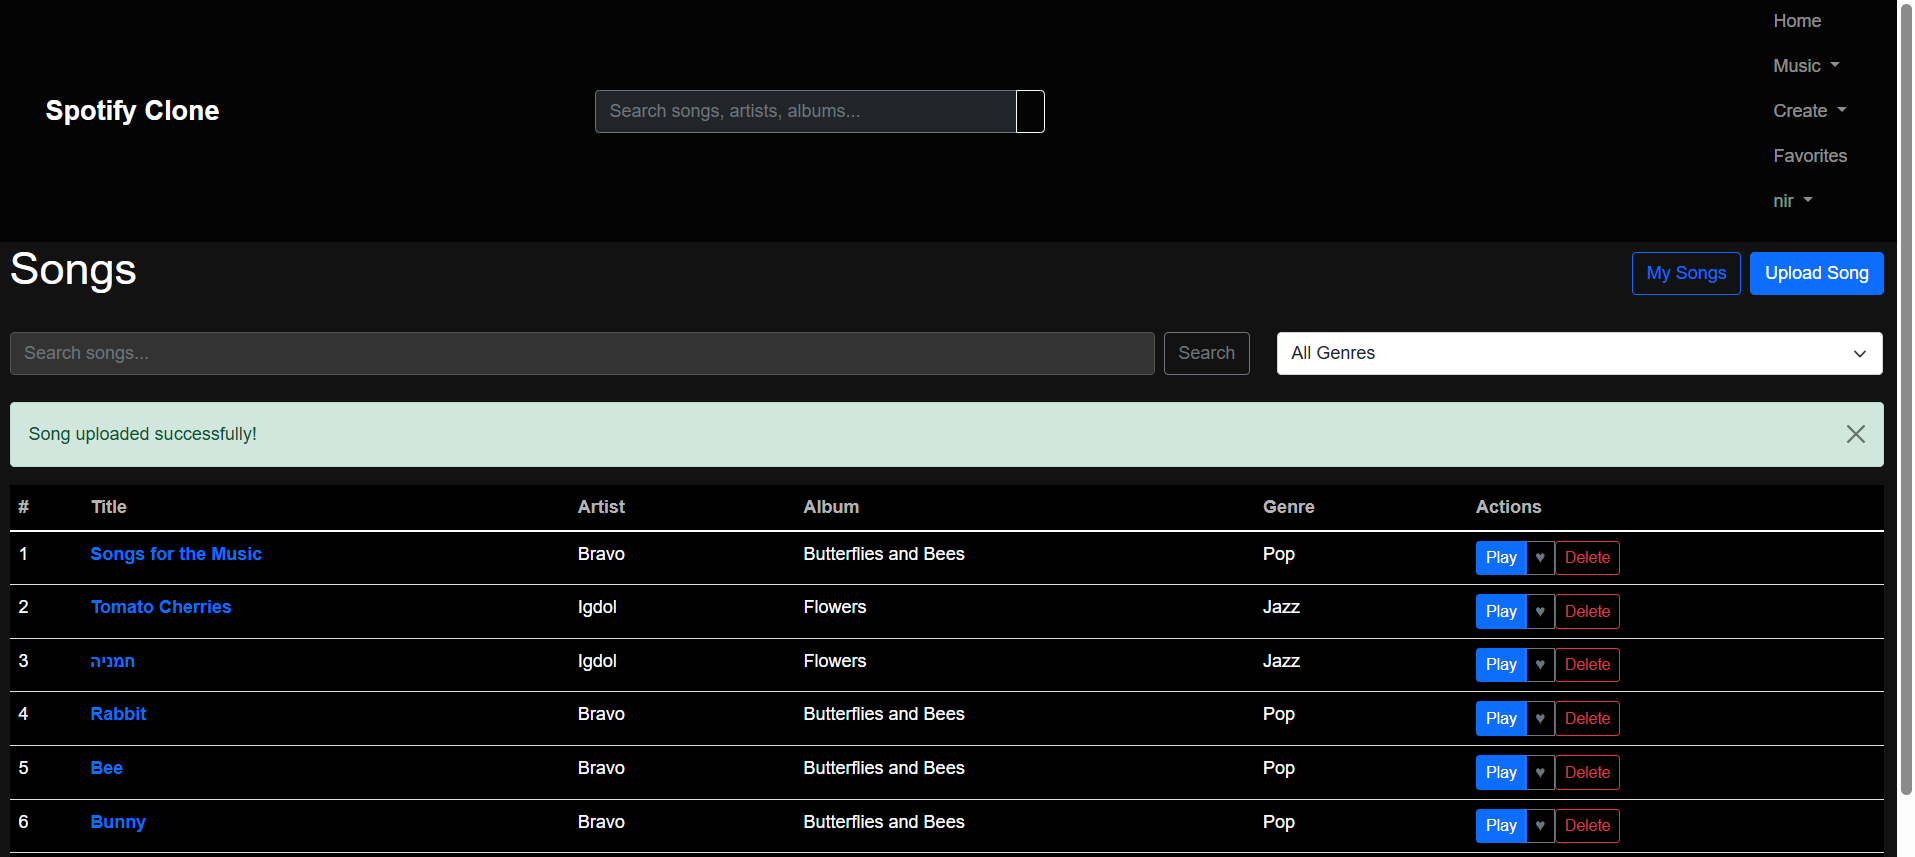 Home
Music
Spotify Clone
Search songs, artists, albums...
Create
Favorites
nir
Songs
My Songs
Upload Song
Search songs...
Search
All Genres
Song uploaded successfully!
# Title Artist Album Genre Actions
1 Songs for the Music Bravo Butterflies and Bees Pop Play ♥ Delete
2 Tomato Cherries Igdol Flowers Jazz Play ♥ Delete
3 חמניה Igdol Flowers Jazz Play ♥ Delete
4 Rabbit Bravo Butterflies and Bees Pop Play ♥ Delete
5 Bee Bravo Butterflies and Bees Pop Play ♥ Delete
6 Bunny Bravo Butterflies and Bees Pop Play ♥ Delete